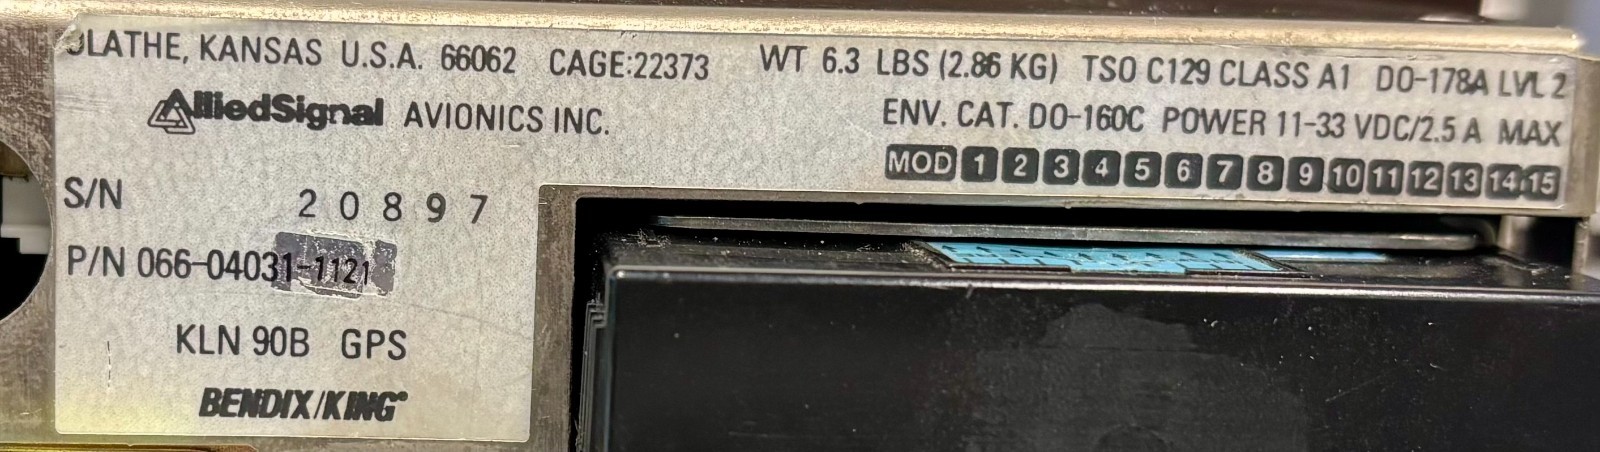 OLATHE, KANSAS U.S.A. 66062 CAGE:22373 WT 6.3 LBS (2.86 KG) TSO C129 CLASS A1 DO-178A LVL 2
AlliedSignal AVIONICS INC. ENV. CAT. DO-160C POWER 11-33 VDC/2.5 A MAX
MOD 1 2 3 4 5 6 7 8 9 10 11 12 13 14 15
S/N 20897
P/N 066-04031-1121
KLN 90B GPS
BENDIX/KING®